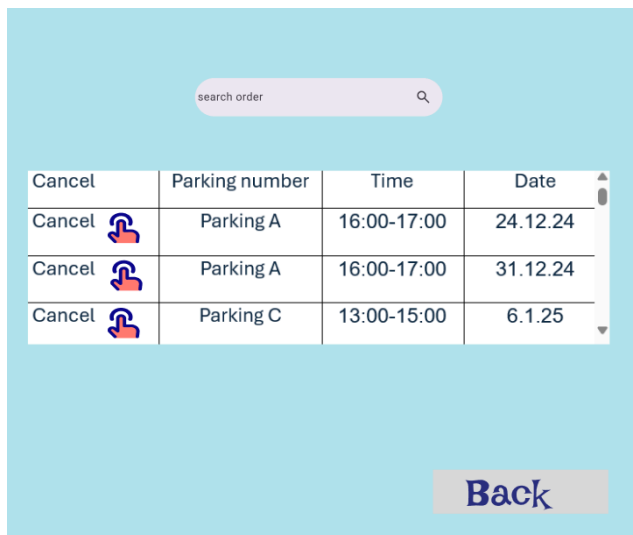 search order
Cancel Parking number Time Date
Cancel Parking A 16:00-17:00 24.12.24
Cancel Parking A 16:00-17:00 31.12.24
Cancel Parking C 13:00-15:00 6.1.25
Back